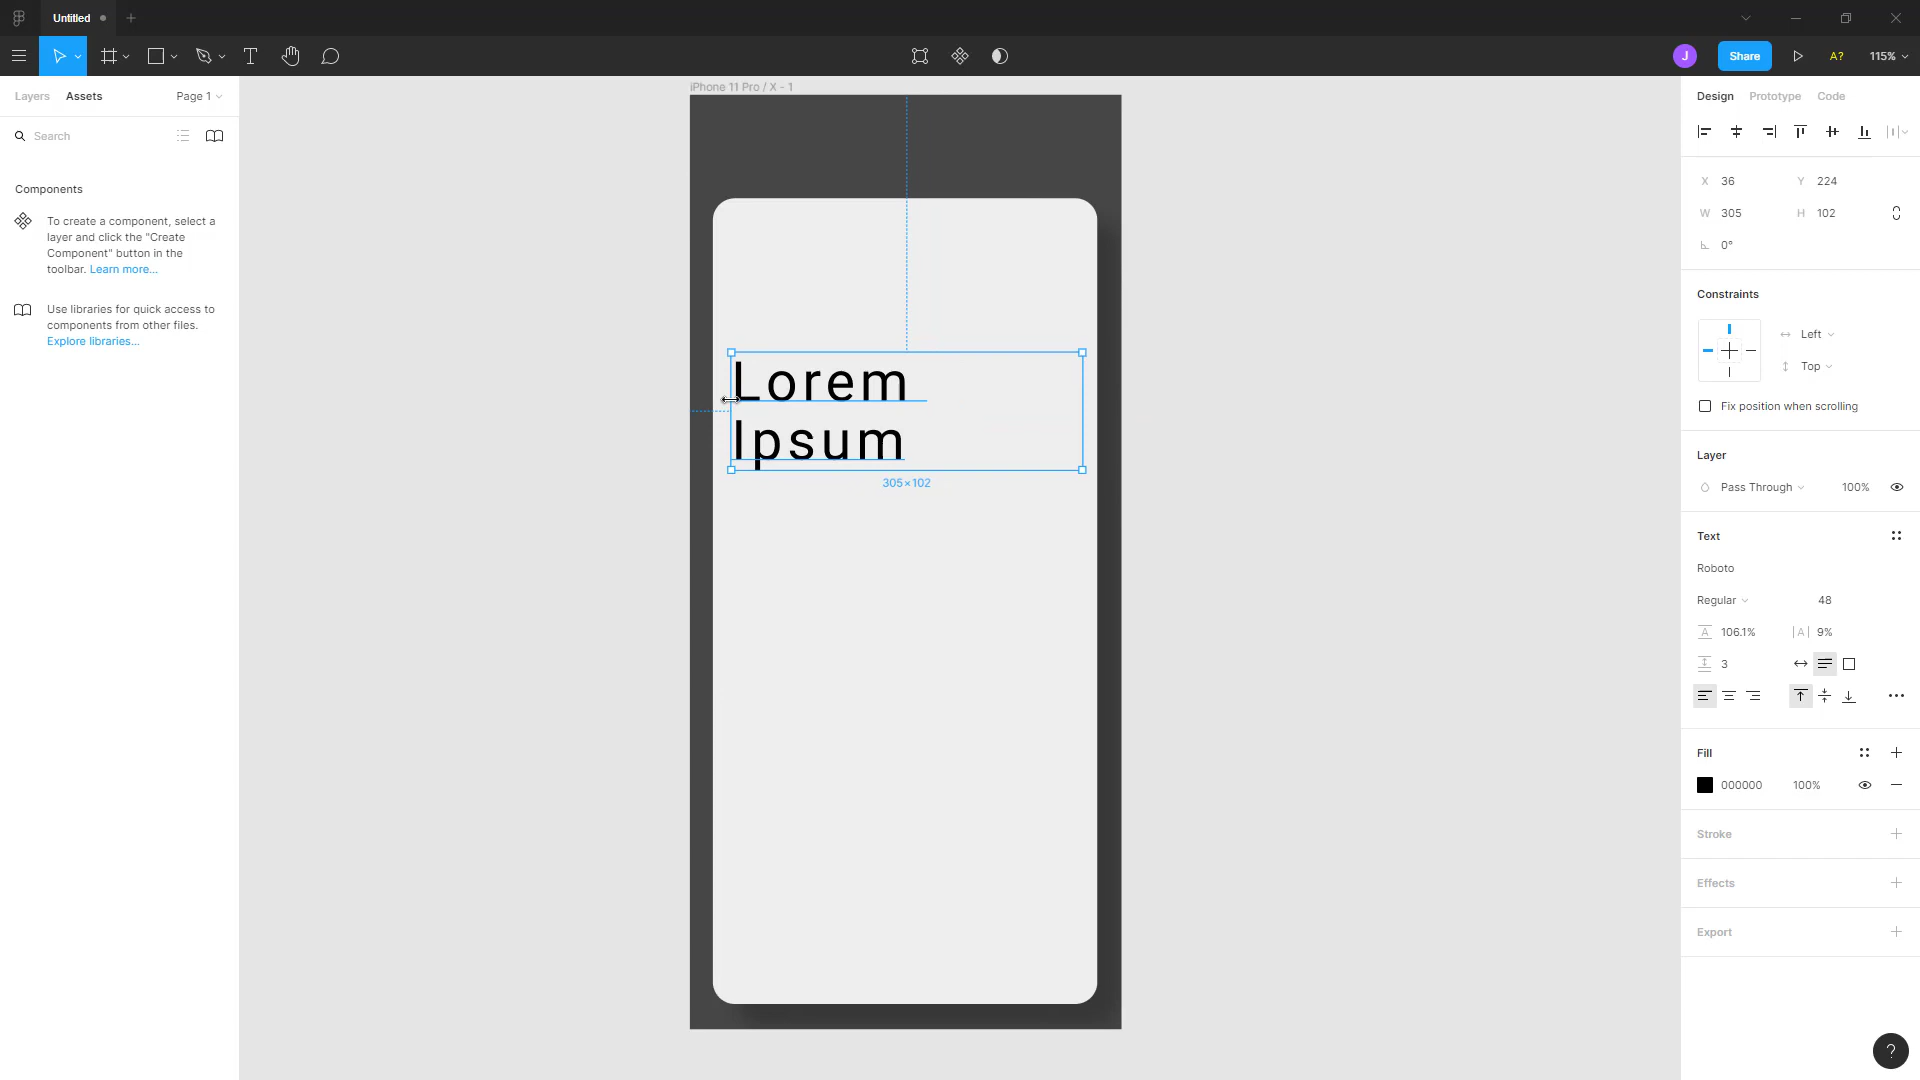 Untitled
Share
A?
115%
J
Layers
Assets
Page 1
Search
Components
To create a component, select a
layer and click the "Create
Component" button in the
toolbar. Learn more...
Use libraries for quick access to
components from other files.
Explore libraries...
iPhone 11 Pro / X - 1
Lorem
Ipsum
305×102
Design
Prototype
Code
X 36
Y 224
W 305
H 102
0°
Constraints
Left
Top
Fix position when scrolling
Layer
Pass Through
100%
Text
Roboto
Regular
48
A 106.1%
|A| 9%
3
Fill
000000
100%
Stroke
Effects
Export
?